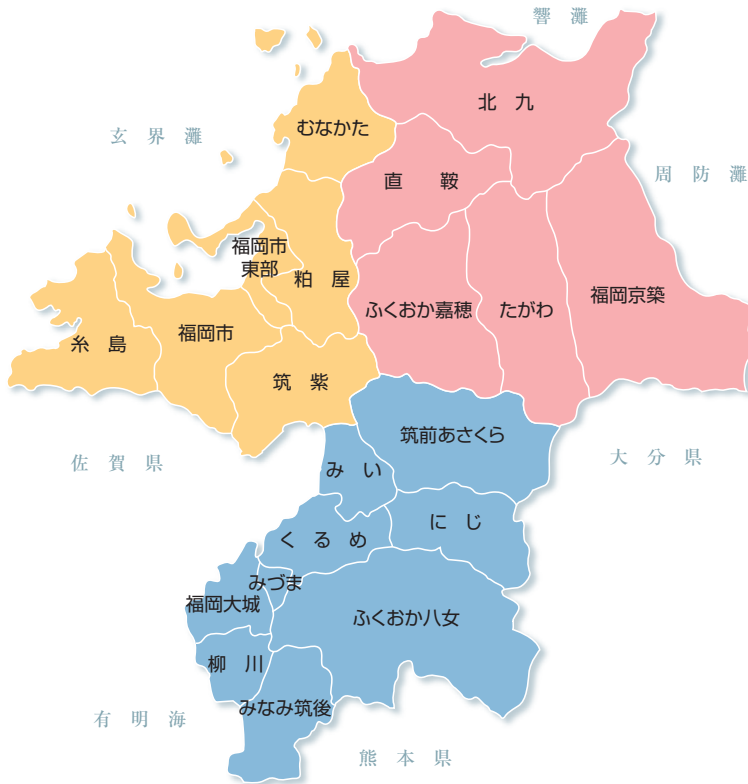 響 灘
北 九
むなかた
玄 界 灘
周 防 灘
直 鞍
福岡市
東部
粕 屋
福岡京築
ふくおか嘉穂
たがわ
糸 島
福岡市
筑 紫
筑前あさくら
佐 賀 県
大 分 県
み い
に じ
く る め
みづま
福岡大城
ふくおか八女
柳 川
みなみ筑後
有 明 海
熊 本 県